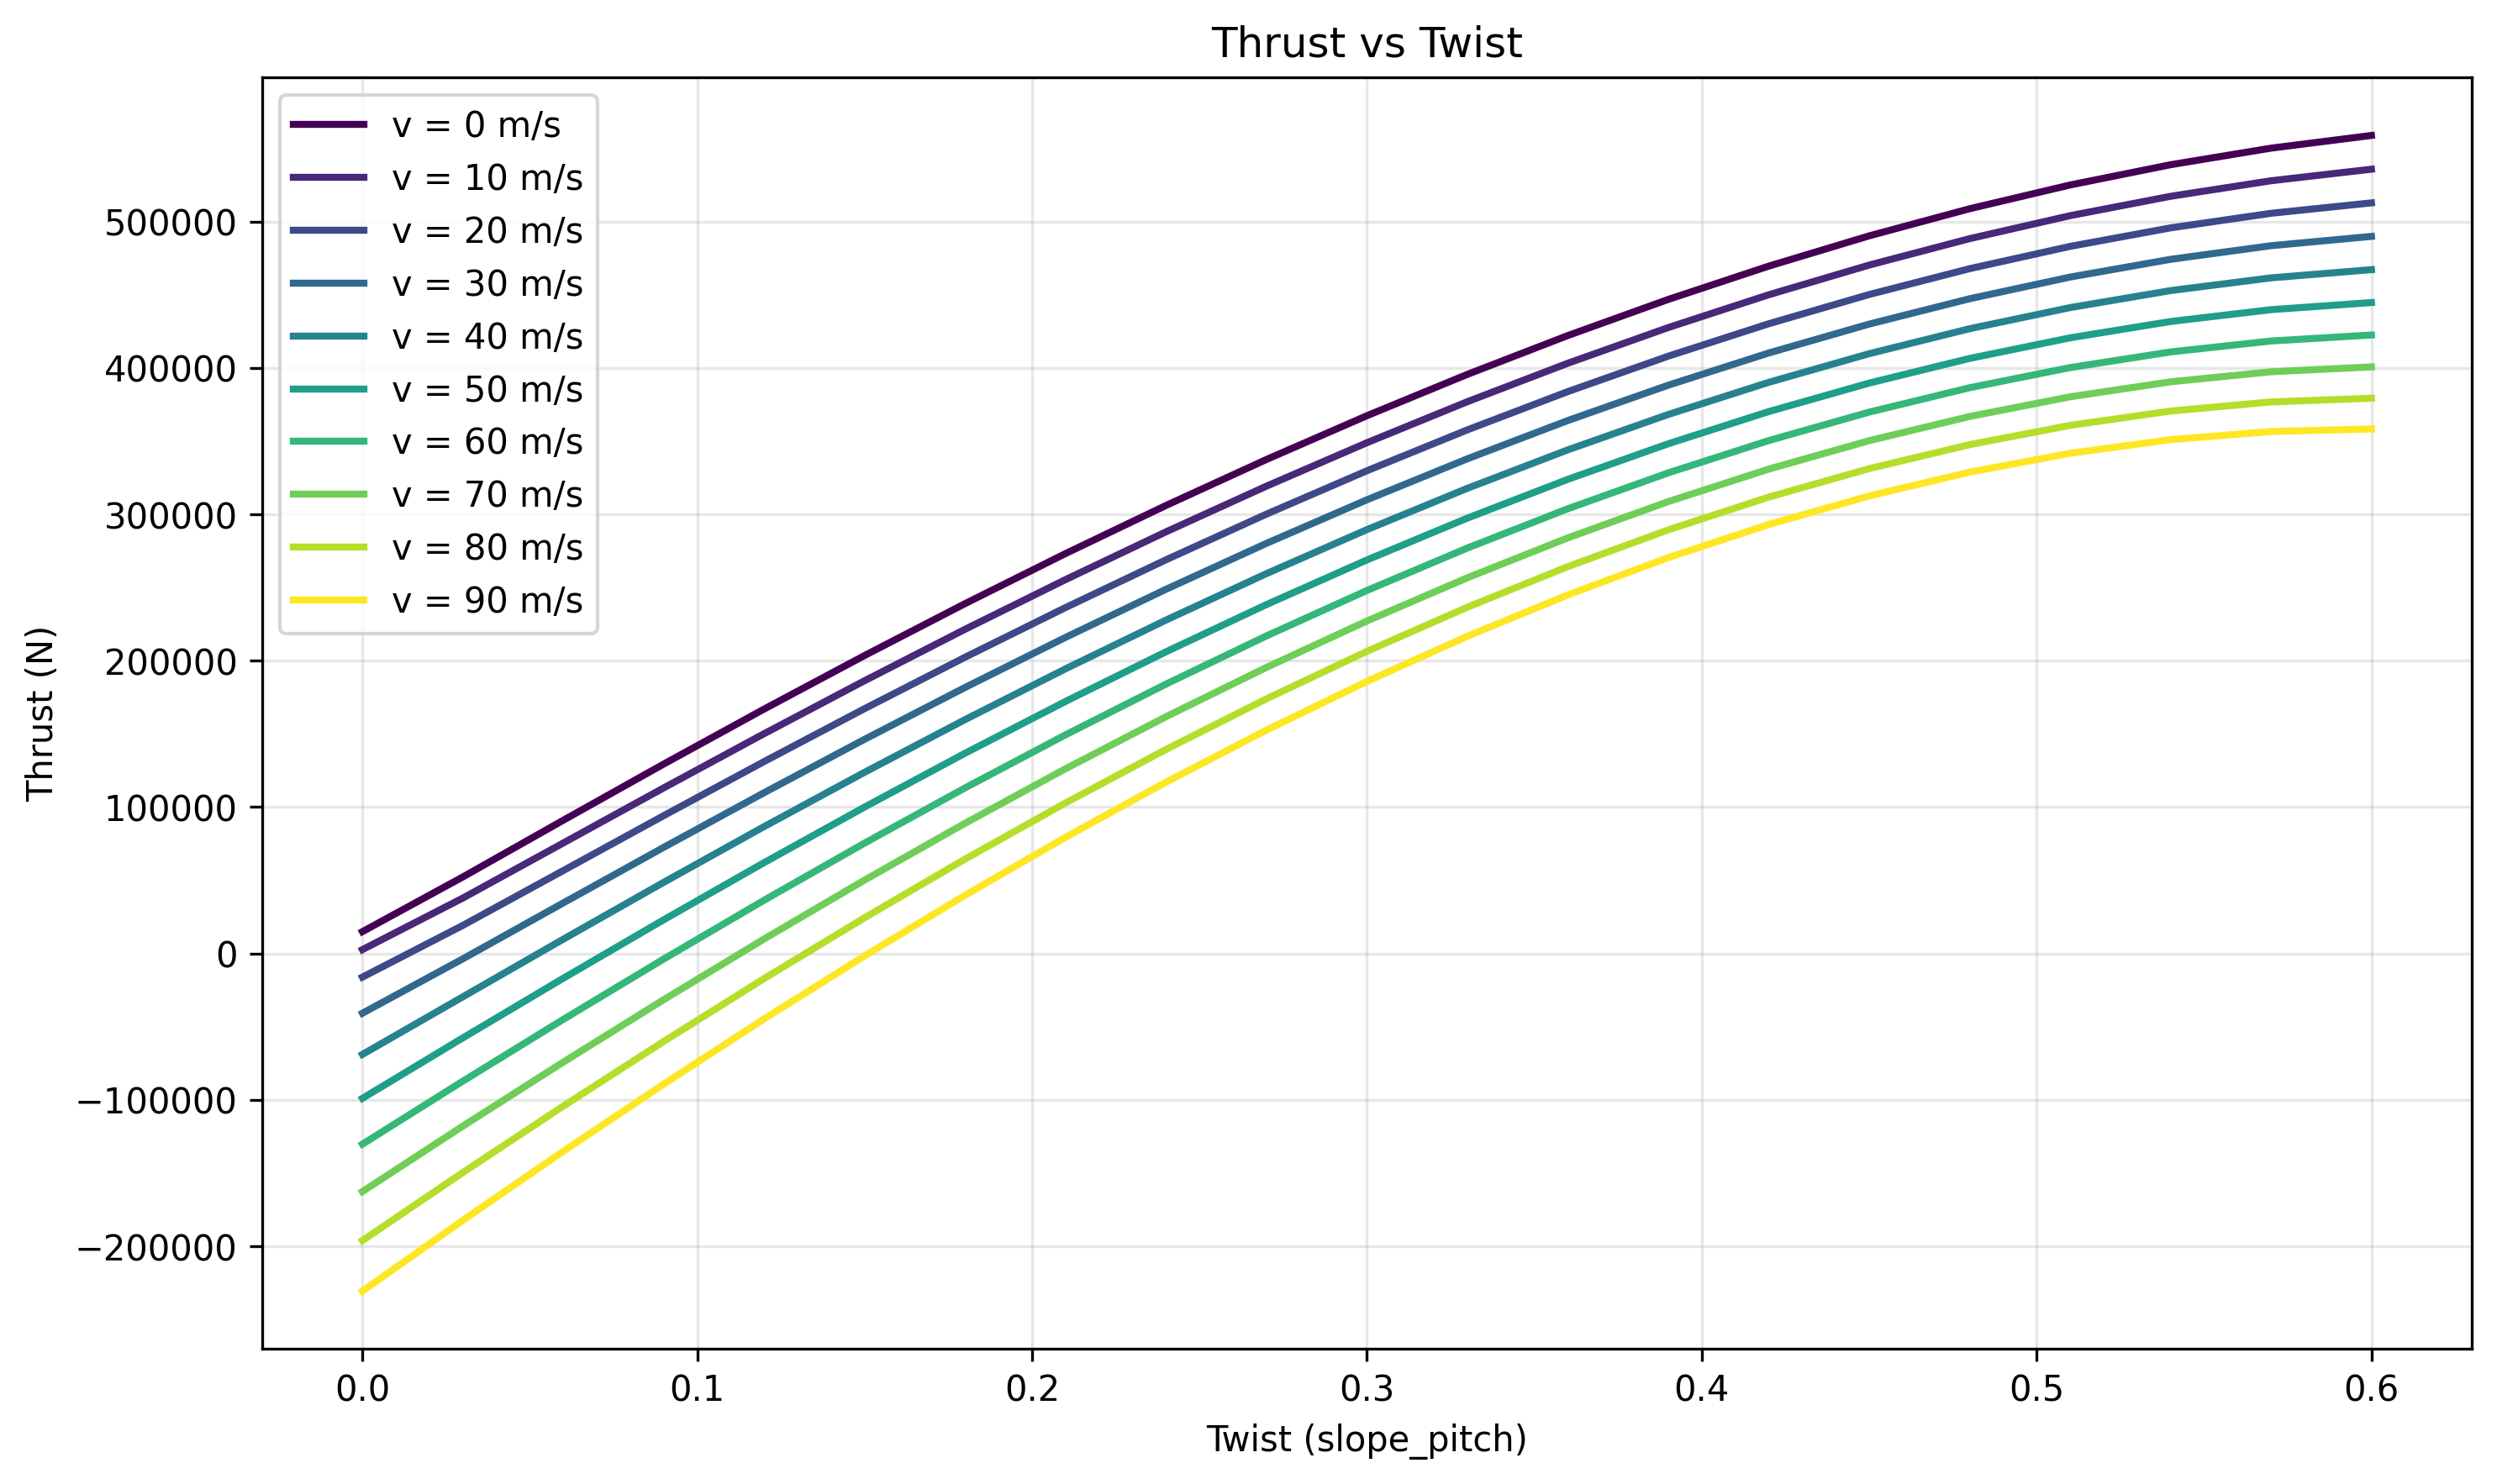 Thrust vs Twist
v = 0 m/s
v = 10 m/s
v = 20 m/s
v = 30 m/s
v = 40 m/s
v = 50 m/s
v = 60 m/s
v = 70 m/s
v = 80 m/s
v = 90 m/s
Thrust (N)
500000
400000
300000
200000
100000
0
−100000
−200000
0.0 0.1 0.2 0.3 0.4 0.5 0.6
Twist (slope_pitch)